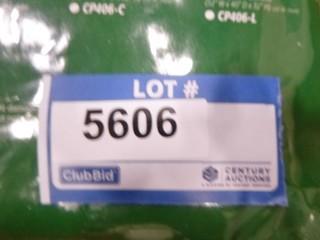 CP406-C
CP406-L
LOT #
5606
ClubBid
CENTURY
AUCTIONS